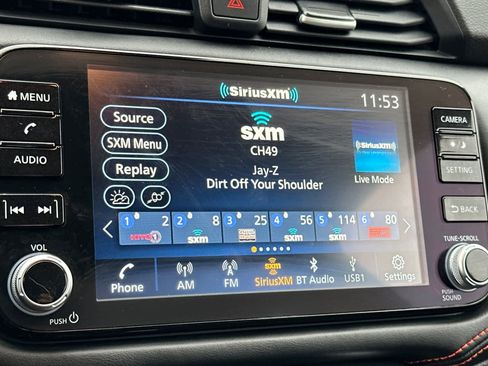 MENU
AUDIO
VOL
PUSH
SiriusXM
11:53
Source
SXM Menu
Replay
sxm
CH49
Jay-Z
Dirt Off Your Shoulder
SiriusXM
Live Mode
1 2
2 8 sxm
3 25
4 56 sxm
5 114 sxm
6 80
Phone
AM
FM
SiriusXM
BT Audio
USB1
Settings
CAMERA
SETTING
BACK
TUNE-SCROLL
PUSH
SOUND